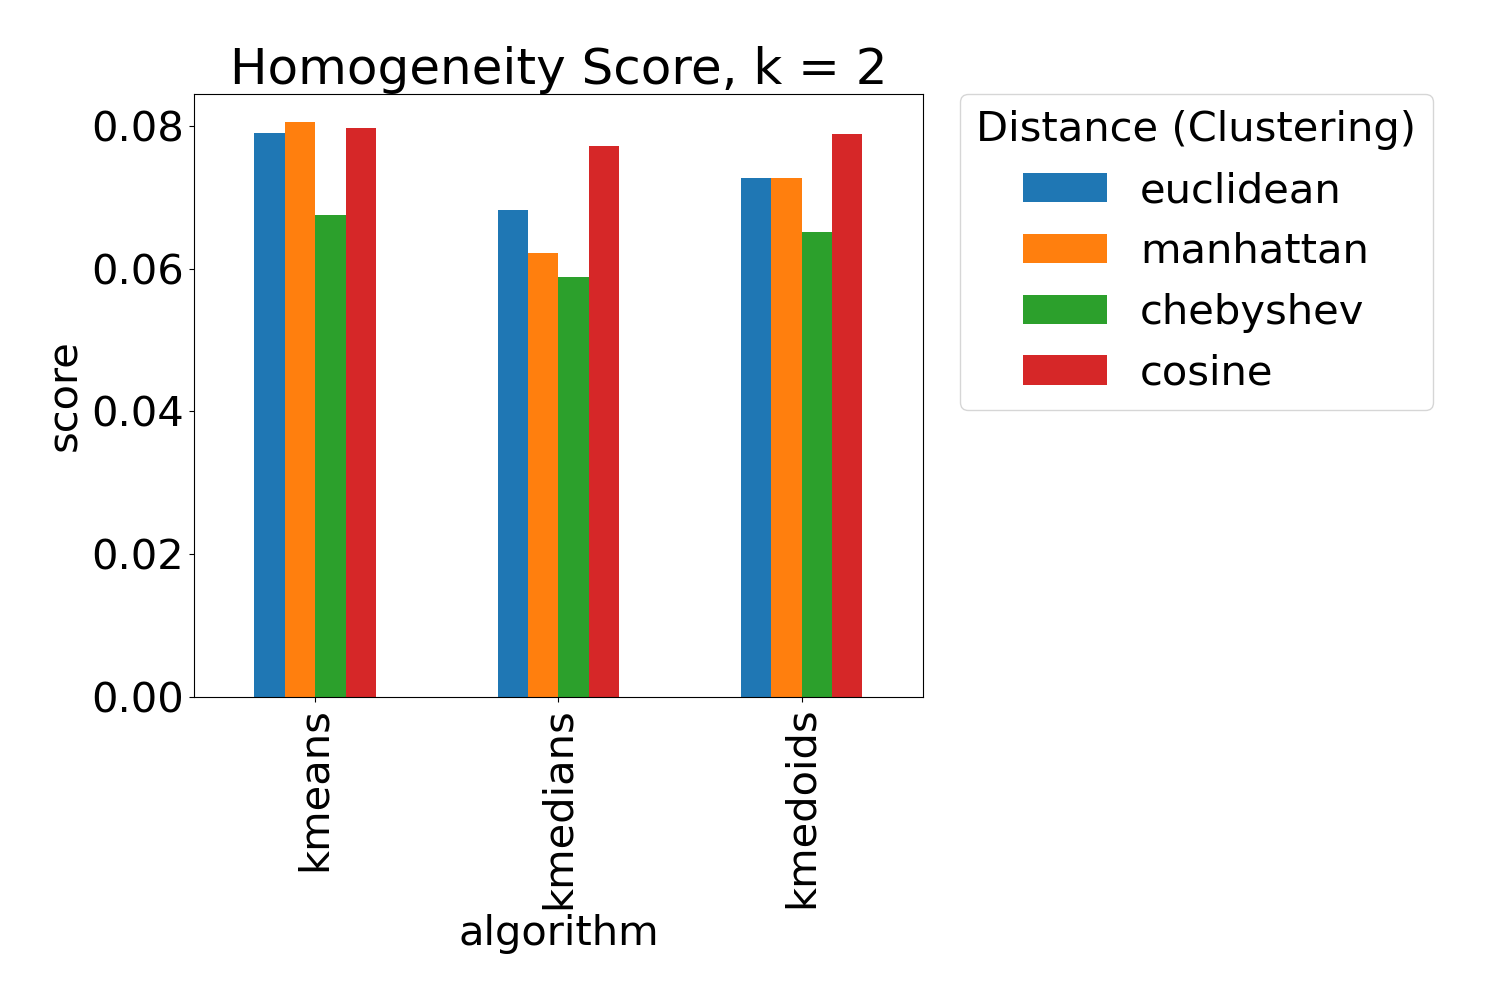 Homogeneity Score, k = 2
0.08
0.06
0.04
0.02
0.00
score
kmeans
kmedians
kmedoids
algorithm
Distance (Clustering)
euclidean
manhattan
chebyshev
cosine